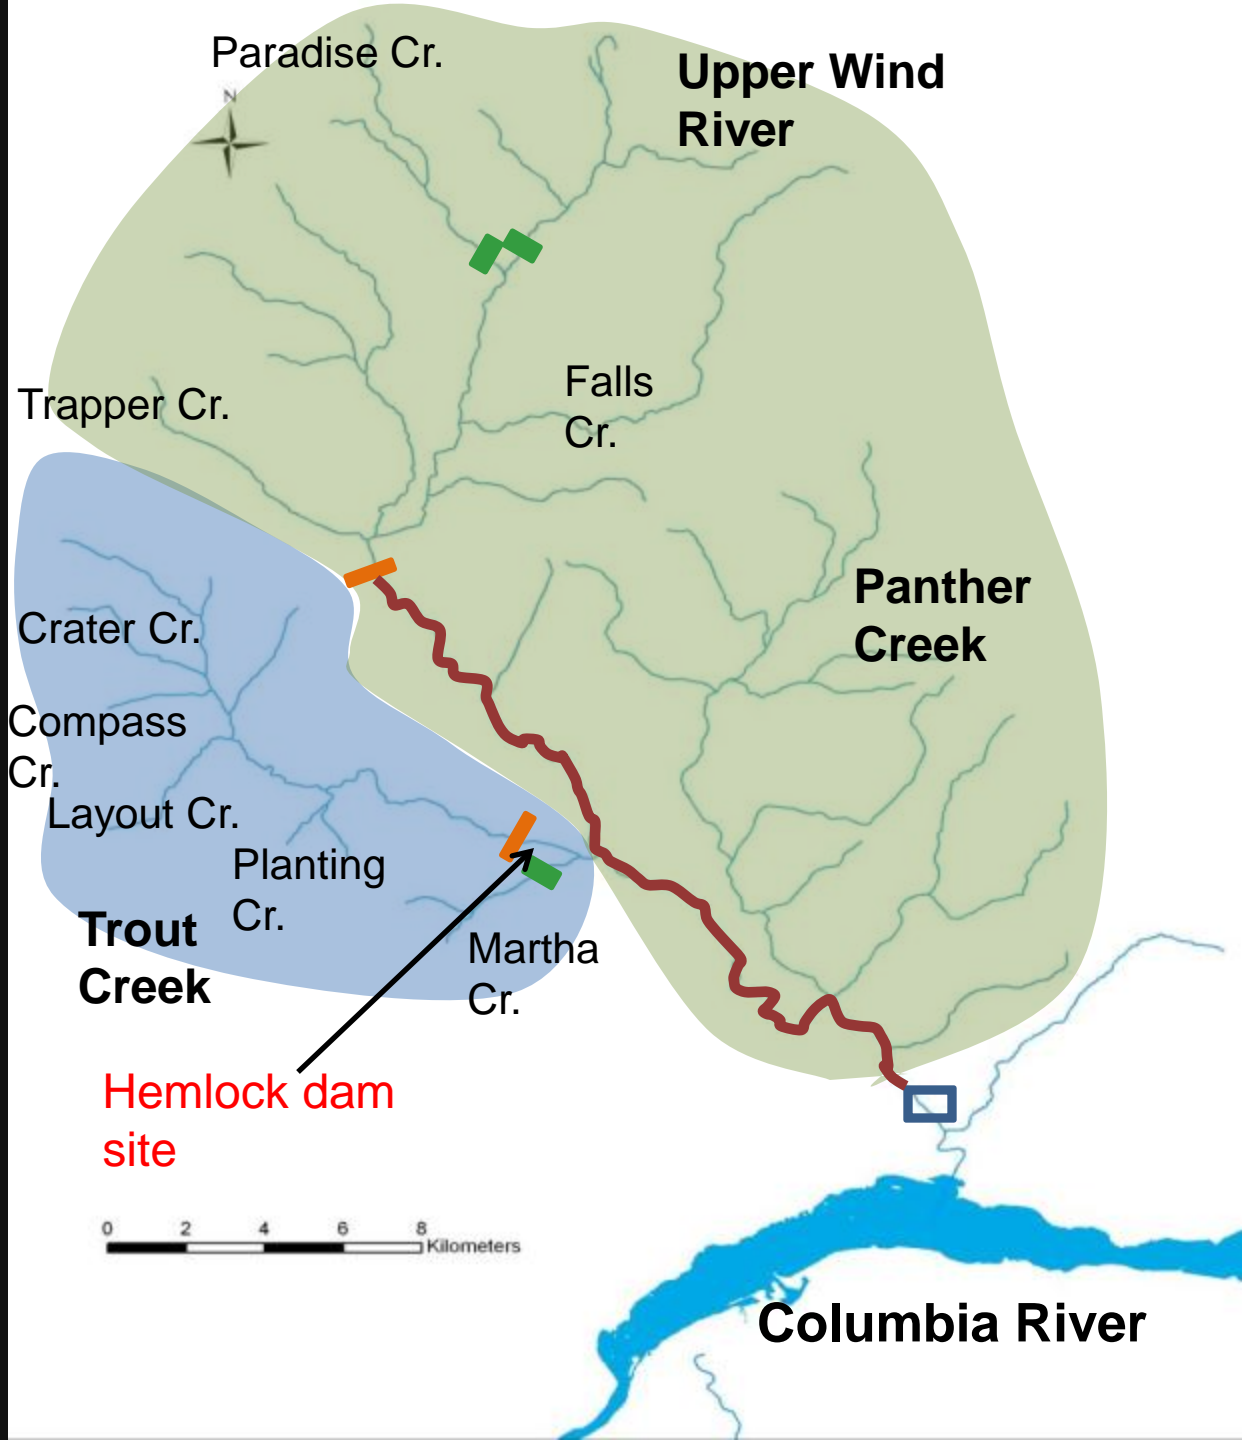 Paradise Cr.
Upper Wind
River
N
Falls
Cr.
Trapper Cr.
Panther
Creek
Crater Cr.
Compass
Cr.
Layout Cr.
Planting
Cr.
Trout
Creek
Martha
Cr.
Hemlock dam
site
0 2 4 6 8
Kilometers
Columbia River